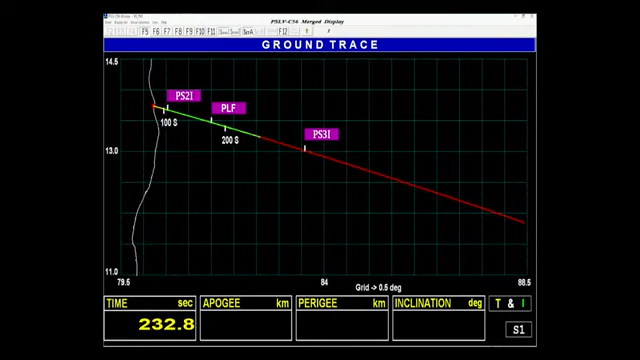 PSLV-C56 Merged Display
F5 F6 F7 F8 F9 F10 F11 F12
GROUND TRACE
14.5
PS2I
PLF
100 S
200 S
PS3I
13.0
11.0
79.5
84
Grid -> 0.5 deg
88.5
TIME sec
APOGEE km
PERIGEE km
INCLINATION deg
T & I
232.8
S1